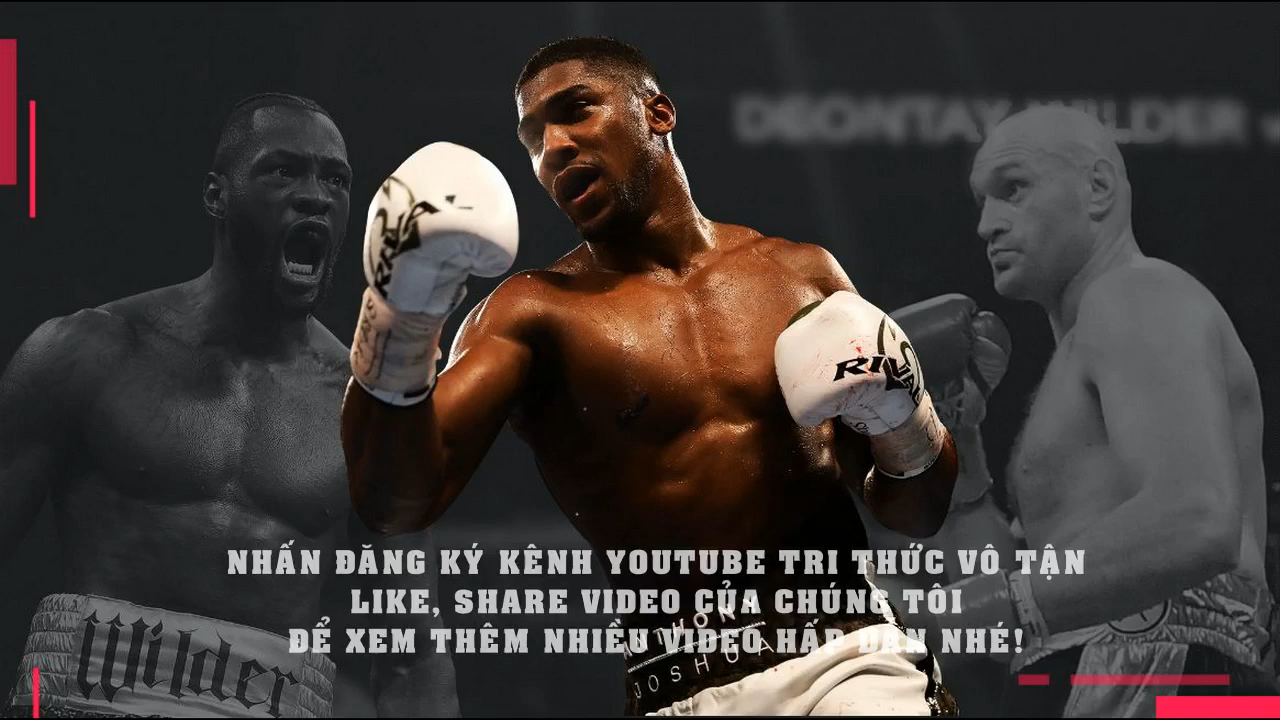 DEONTAY WILDER v
RIVAL
RIVAL
NHẤN ĐĂNG KÝ KÊNH YOUTUBE TRI THỨC VÔ TẬN
LIKE, SHARE VIDEO CỦA CHÚNG TÔI
ĐỂ XEM THÊM NHIỀU VIDEO HẤP DẪN NHÉ!
ANTHONY
JOSHUA
Wilder